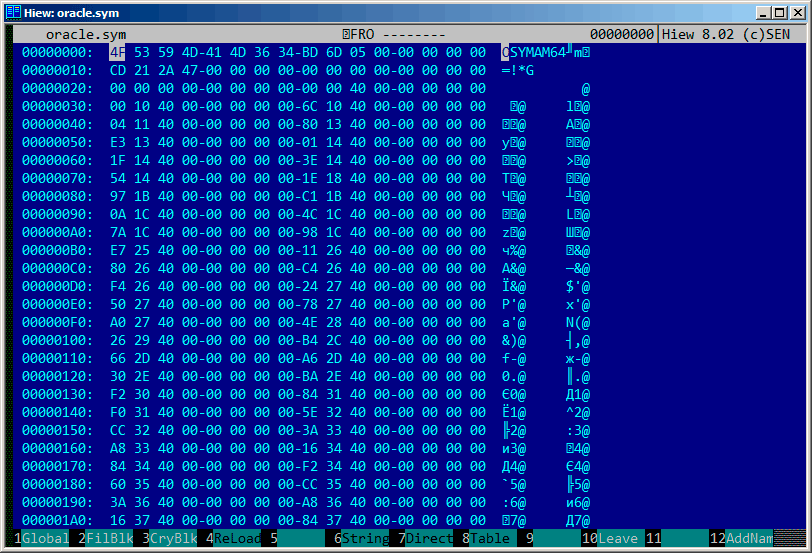 Hiew: oracle.sym
oracle.sym FRO -------- 00000000 Hiew 8.02 (c)SEN
00000000: 4F 53 59 4D-41 4D 36 34-BD 6D 05 00-00 00 00 00 OSYMAM64╜m
00000010: CD 21 2A 47-00 00 00 00-00 00 00 00-00 00 00 00 =!*G
00000020: 00 00 00 00-00 00 00 00-00 00 40 00-00 00 00 00 @
00000030: 00 10 40 00-00 00 00 00-6C 10 40 00-00 00 00 00 @ l@
00000040: 04 11 40 00-00 00 00 00-80 13 40 00-00 00 00 00 @ А@
00000050: E3 13 40 00-00 00 00 00-01 14 40 00-00 00 00 00 у@ @
00000060: 1F 14 40 00-00 00 00 00-3E 14 40 00-00 00 00 00 @ >@
00000070: 54 14 40 00-00 00 00 00-1E 18 40 00-00 00 00 00 T@ @
00000080: 97 1B 40 00-00 00 00 00-C1 1B 40 00-00 00 00 00 Ч@ ┴@
00000090: 0A 1C 40 00-00 00 00 00-4C 1C 40 00-00 00 00 00 @ L@
000000A0: 7A 1C 40 00-00 00 00 00-98 1C 40 00-00 00 00 00 z@ Ш@
000000B0: E7 25 40 00-00 00 00 00-11 26 40 00-00 00 00 00 ч%@ &@
000000C0: 80 26 40 00-00 00 00 00-C4 26 40 00-00 00 00 00 А&@ ─&@
000000D0: F4 26 40 00-00 00 00 00-24 27 40 00-00 00 00 00 Ї&@ $'@
000000E0: 50 27 40 00-00 00 00 00-78 27 40 00-00 00 00 00 P'@ x'@
000000F0: A0 27 40 00-00 00 00 00-4E 28 40 00-00 00 00 00 а'@ N(@
00000100: 26 29 40 00-00 00 00 00-B4 2C 40 00-00 00 00 00 &)@ ┤,@
00000110: 66 2D 40 00-00 00 00 00-A6 2D 40 00-00 00 00 00 f-@ ж-@
00000120: 30 2E 40 00-00 00 00 00-BA 2E 40 00-00 00 00 00 0.@ ║.@
00000130: F2 30 40 00-00 00 00 00-84 31 40 00-00 00 00 00 Є0@ Д1@
00000140: F0 31 40 00-00 00 00 00-5E 32 40 00-00 00 00 00 Ё1@ ^2@
00000150: CC 32 40 00-00 00 00 00-3A 33 40 00-00 00 00 00 ╠2@ :3@
00000160: A8 33 40 00-00 00 00 00-16 34 40 00-00 00 00 00 и3@ 4@
00000170: 84 34 40 00-00 00 00 00-F2 34 40 00-00 00 00 00 Д4@ Є4@
00000180: 60 35 40 00-00 00 00 00-CC 35 40 00-00 00 00 00 `5@ ╠5@
00000190: 3A 36 40 00-00 00 00 00-A8 36 40 00-00 00 00 00 :6@ и6@
000001A0: 16 37 40 00-00 00 00 00-84 37 40 00-00 00 00 00 7@ Д7@
1Global 2FilBlk 3CryBlk 4ReLoad 5 6String 7Direct 8Table 9 10Leave 11 12AddNam